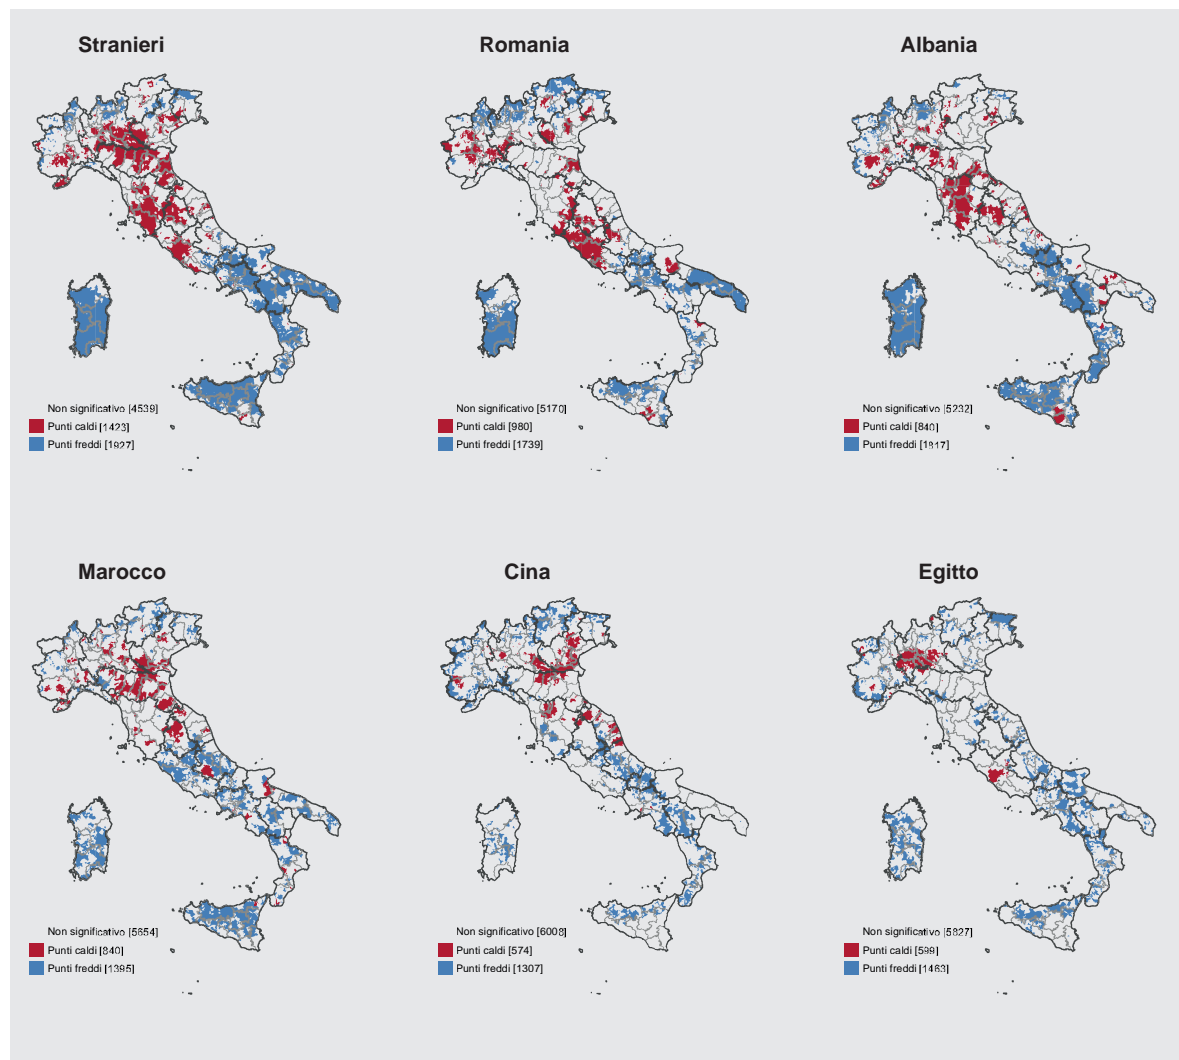 Stranieri
Romania
Albania
Non significativo [4539]
Punti caldi [1423]
Punti freddi [1927]
Non significativo [5170]
Punti caldi [980]
Punti freddi [1739]
Non significativo [5232]
Punti caldi [840]
Punti freddi [1817]
Marocco
Cina
Egitto
Non significativo [5654]
Punti caldi [840]
Punti freddi [1395]
Non significativo [6008]
Punti caldi [574]
Punti freddi [1307]
Non significativo [5827]
Punti caldi [599]
Punti freddi [1463]